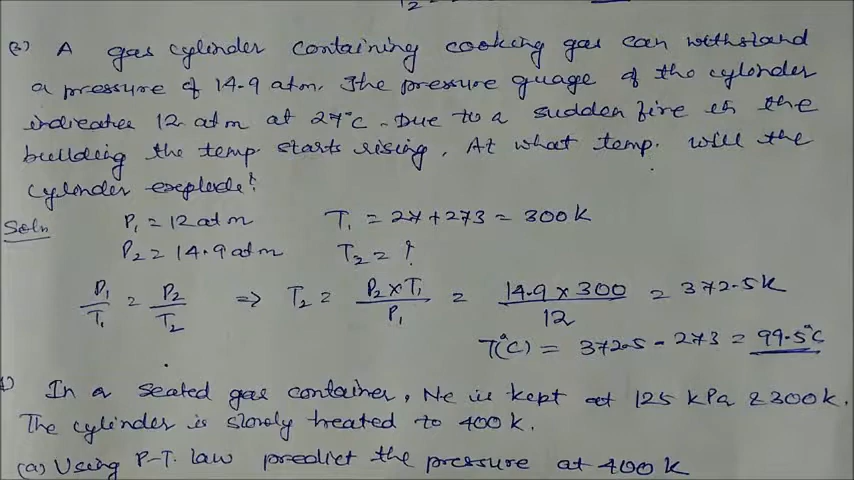 12
(3) A gas cylinder containing cooking gas can withstand
a pressure of 14.9 atm. The pressure guage of the cylinder
indicates 12 atm at 27°C. Due to a sudden fire in the
building the temp. starts rising. At what temp. will the
cylinder explode?
Soln P₁ = 12 atm T₁ = 27 + 273 = 300 K
P₂ = 14.9 atm T₂ = ?
P₁/T₁ = P₂/T₂ => T₂ = P₂ × T₁/P₁ = 14.9 × 300/12 = 372.5 K
T(°C) = 372.5 - 273 = 99.5°C
In a sealed gas container, Ne is kept at 125 kPa & 300 K.
The cylinder is slowly heated to 400 K.
(a) Using P-T. law predict the pressure at 400 K